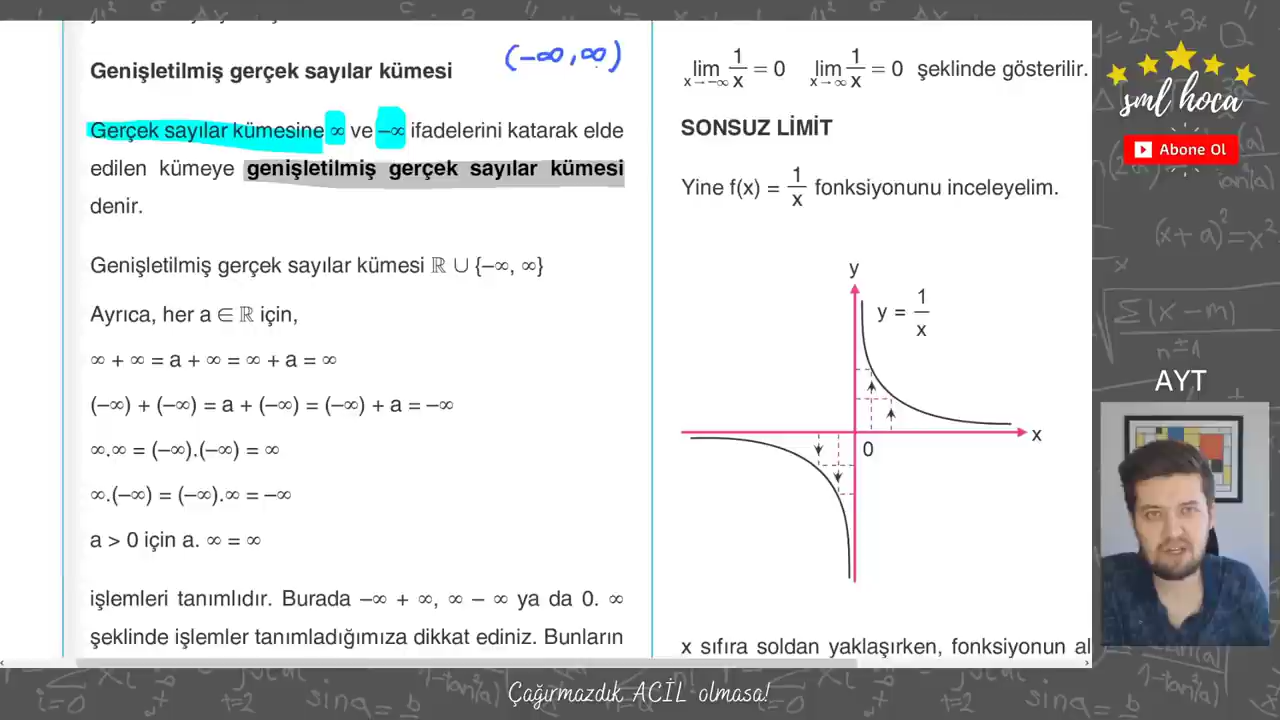 Genişletilmiş gerçek sayılar kümesi
(-∞, ∞)
Gerçek sayılar kümesine ∞ ve –∞ ifadelerini katarak elde
edilen kümeye genişletilmiş gerçek sayılar kümesi
denir.
Genişletilmiş gerçek sayılar kümesi ℝ ∪ {–∞, ∞}
Ayrıca, her a ∈ ℝ için,
∞ + ∞ = a + ∞ = ∞ + a = ∞
(–∞) + (–∞) = a + (–∞) = (–∞) + a = –∞
∞.∞ = (–∞).(–∞) = ∞
∞.(–∞) = (–∞).∞ = –∞
a > 0 için a. ∞ = ∞
işlemleri tanımlıdır. Burada –∞ + ∞, ∞ – ∞ ya da 0. ∞
şeklinde işlemler tanımladığımıza dikkat ediniz. Bunların
lim x→–∞ 1/x = 0 lim x→∞ 1/x = 0 şeklinde gösterilir.
SONSUZ LİMİT
Yine f(x) = 1/x fonksiyonunu inceleyelim.
y
y = 1/x
x
0
x sıfıra soldan yaklaşırken, fonksiyonun al
sml hoca
Abone Ol
AYT
Çağırmazdık ACİL olmasa!